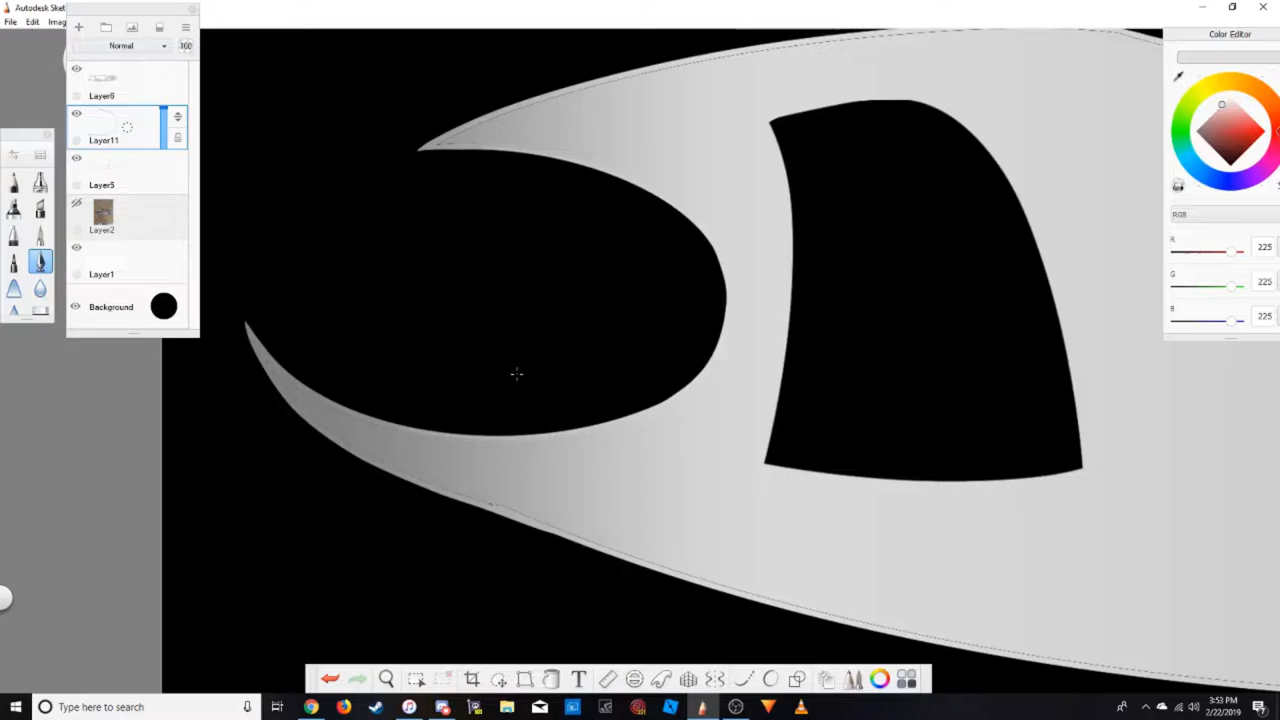 Autodesk Sket
File Edit Imag
Normal
100
Layer6
Layer11
Layer5
Layer2
Layer1
Background
Color Editor
RGB
R
225
G
225
B
225
T
Type here to search
3:53 PM
2/22/2019